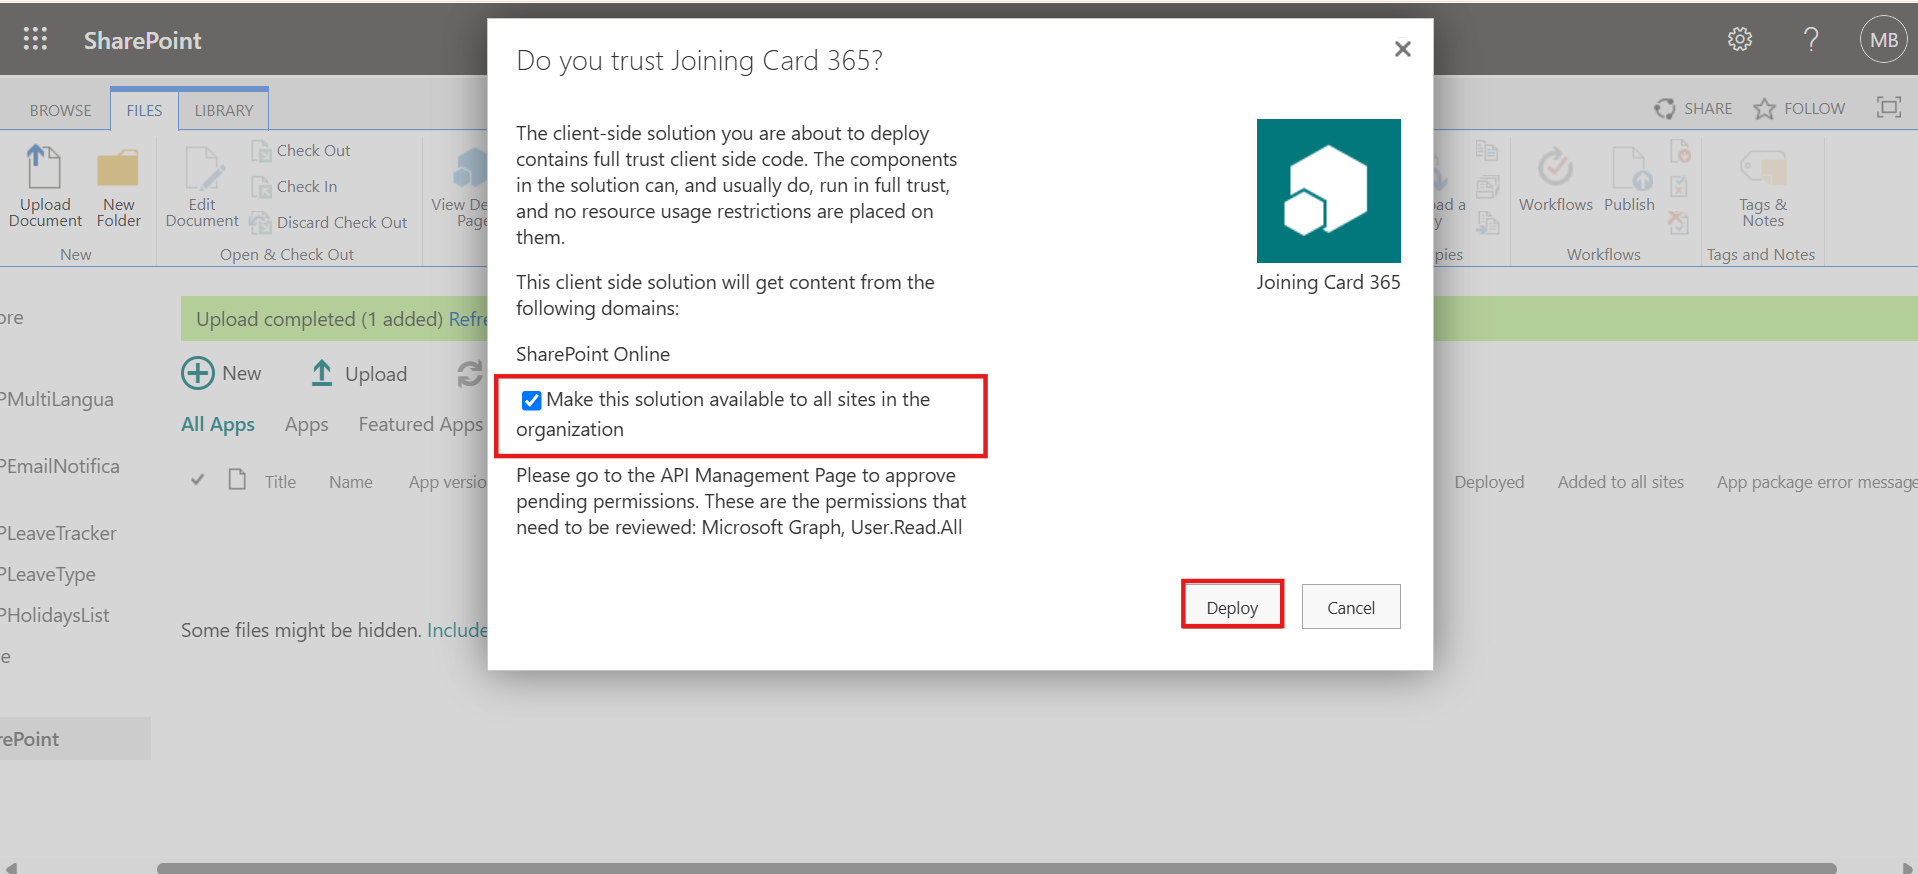 SharePoint
MB
BROWSE
FILES
LIBRARY
SHARE
FOLLOW
Upload
Document
New
Folder
New
Edit
Document
Check Out
Check In
Discard Check Out
Open & Check Out
View De
Page
ad a
y
pies
Workflows
Publish
Workflows
Tags &
Notes
Tags and Notes
Do you trust Joining Card 365?
The client-side solution you are about to deploy
contains full trust client side code. The components
in the solution can, and usually do, run in full trust,
and no resource usage restrictions are placed on
them.
This client side solution will get content from the
following domains:
SharePoint Online
Make this solution available to all sites in the
organization
Please go to the API Management Page to approve
pending permissions. These are the permissions that
need to be reviewed: Microsoft Graph, User.Read.All
Joining Card 365
Deploy
Cancel
ore
PMultiLangua
PEmailNotifica
PLeaveTracker
PLeaveType
PHolidaysList
e
rePoint
Upload completed (1 added) Refre
New
Upload
All Apps
Apps
Featured Apps
Title
Name
App versio
Deployed
Added to all sites
App package error message
Some files might be hidden. Include